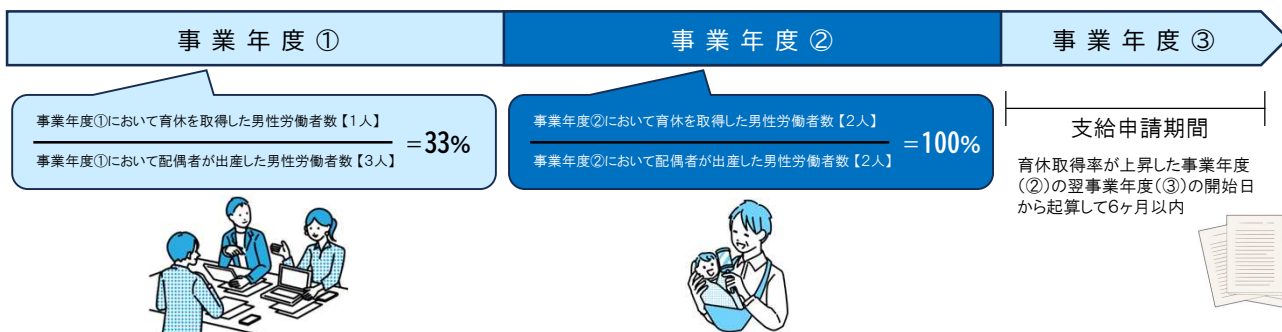 事業年度①
事業年度②
事業年度③
事業年度①において育休を取得した男性労働者数【1人】
事業年度①において配偶者が出産した男性労働者数【3人】
=33%
事業年度②において育休を取得した男性労働者数【2人】
事業年度②において配偶者が出産した男性労働者数【2人】
=100%
支給申請期間
育休取得率が上昇した事業年度
(②)の翌事業年度(③)の開始日
から起算して6ヶ月以内